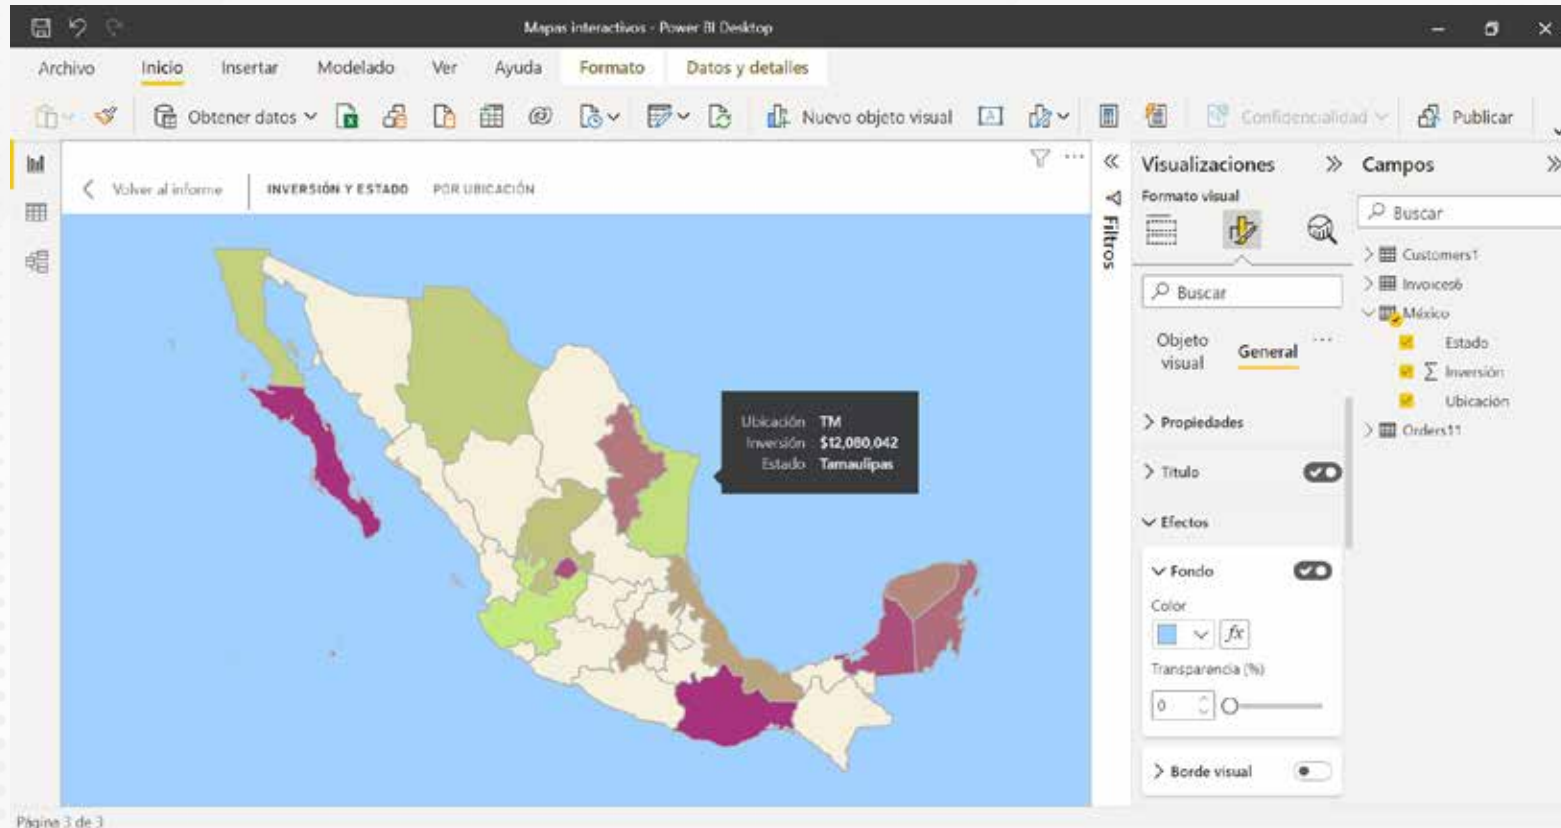 Mapas interactivos - Power BI Desktop
Archivo Inicio Insertar Modelado Ver Ayuda Formato Datos y detalles
Obtener datos Nuevo objeto visual Confidencialidad Publicar
Volver al informe INVERSIÓN Y ESTADO POR UBICACIÓN
Ubicación TM
Inversión $12,080,042
Estado Tamaulipas
Filtros
Visualizaciones
Formato visual
Buscar
Objeto visual General
Propiedades
Título
Efectos
Fondo
Color
fx
Transparencia (%)
0
Borde visual
Campos
Buscar
Customers1
Invoices6
México
Estado
Inversión
Ubicación
Orders11
Página 3 de 3